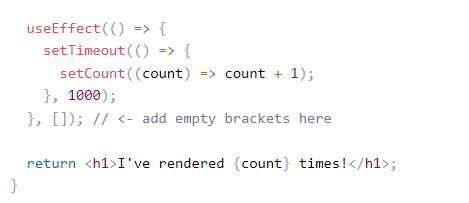 useEffect(() => {
setTimeout(() => {
setCount((count) => count + 1);
}, 1000);
}, []); // <- add empty brackets here
return <h1>I've rendered {count} times!</h1>;
}